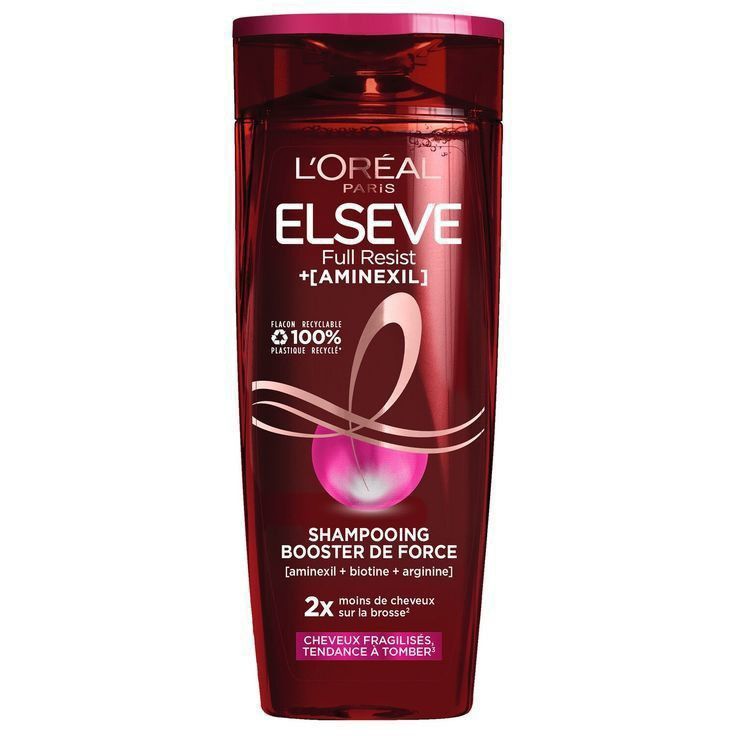 L'ORÉAL
PARIS
ELSEVE
Full Resist
+[AMINEXIL]
FLACON RECYCLABLE
100%
PLASTIQUE RECYCLÉ*
SHAMPOOING
BOOSTER DE FORCE
[aminexil + biotine + arginine]
2x moins de cheveux
sur la brosse²
CHEVEUX FRAGILISÉS,
TENDANCE À TOMBER³